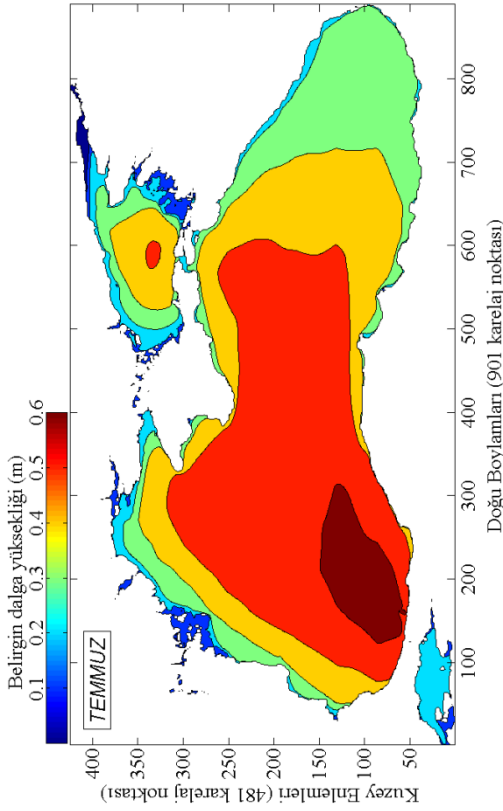 Belirgin dalga yüksekliği (m)
0.1 0.2 0.3 0.4 0.5 0.6
TEMMUZ
Kuzey Enlemleri (481 karelaj noktası)
400
350
300
250
200
150
100
50
100 200 300 400 500 600 700 800
Doğu Boylamları (901 karelaj noktası)